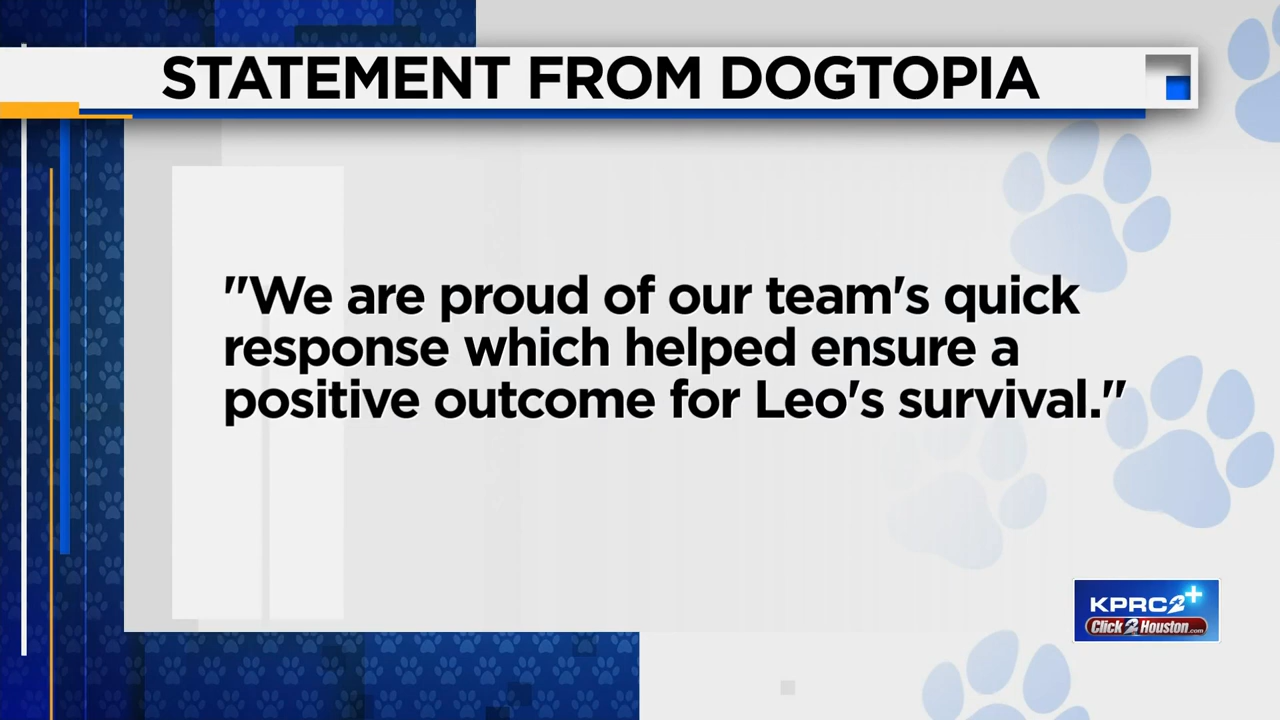 STATEMENT FROM DOGTOPIA
"We are proud of our team's quick
response which helped ensure a
positive outcome for Leo's survival."
KPRC2+
Click2Houston.com